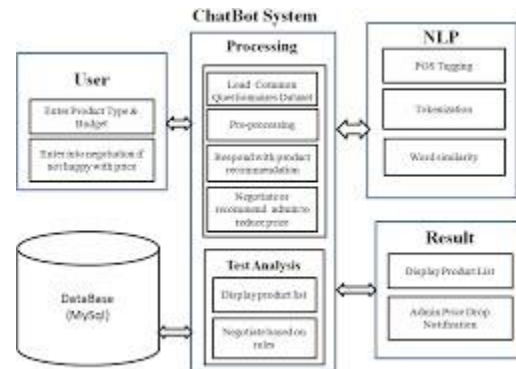 ChatBot System
User
Enter Product Type &
Budget
Enter into negotiation if
not happy with price
DataBase
(MySql)
Processing
Load Common
Questionnaires Dataset
Pre-processing
Respond with product
recommendation
Negotiate or
recommend admin to
reduce price
Test Analysis
Display product list
Negotiate based on
rules
NLP
POS Tagging
Tokenization
Word similarity
Result
Display Product List
Admin Price Drop
Notification